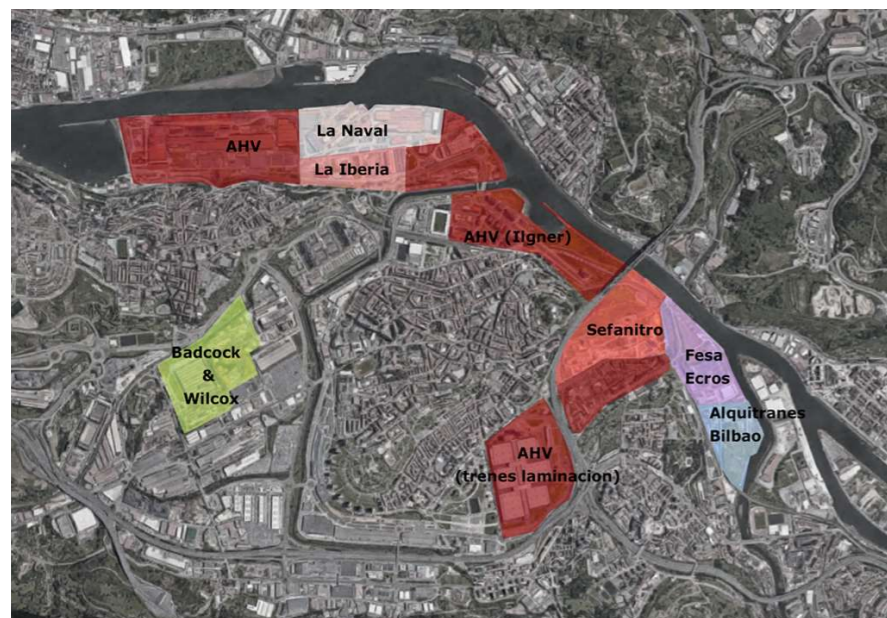 La Naval
AHV
La Iberia
AHV (Ilgner)
Sefanitro
Badcock
&
Wilcox
Fesa
Ecros
Alquitranes
Bilbao
AHV
(trenes laminacion)